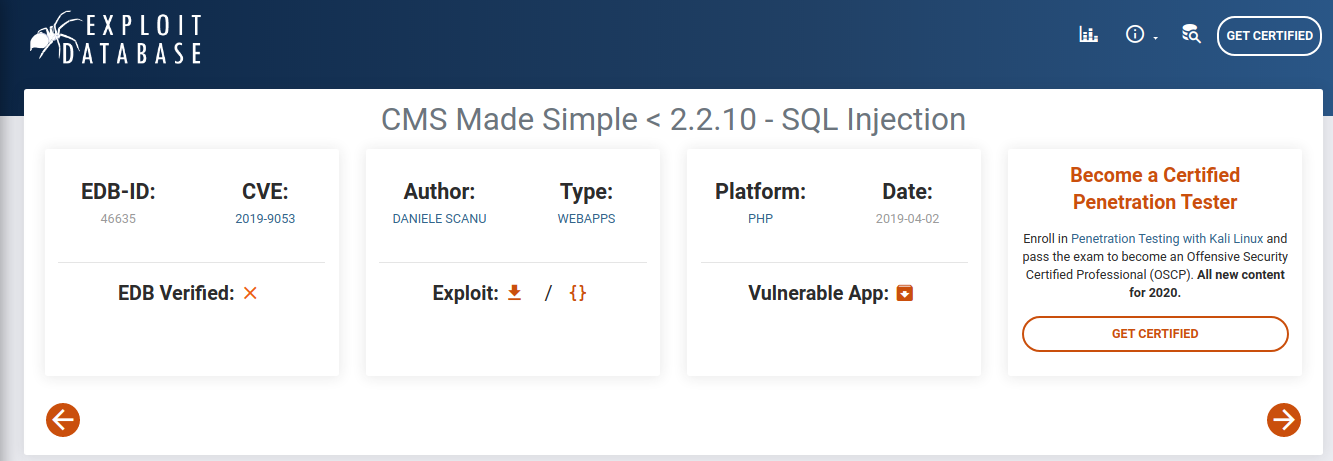 EXPLOIT
DATABASE
GET CERTIFIED
CMS Made Simple < 2.2.10 - SQL Injection
EDB-ID:
46635
CVE:
2019-9053
EDB Verified:
Author:
DANIELE SCANU
Type:
WEBAPPS
Exploit: / {}
Platform:
PHP
Date:
2019-04-02
Vulnerable App:
Become a Certified
Penetration Tester
Enroll in Penetration Testing with Kali Linux and
pass the exam to become an Offensive Security
Certified Professional (OSCP). All new content
for 2020.
GET CERTIFIED